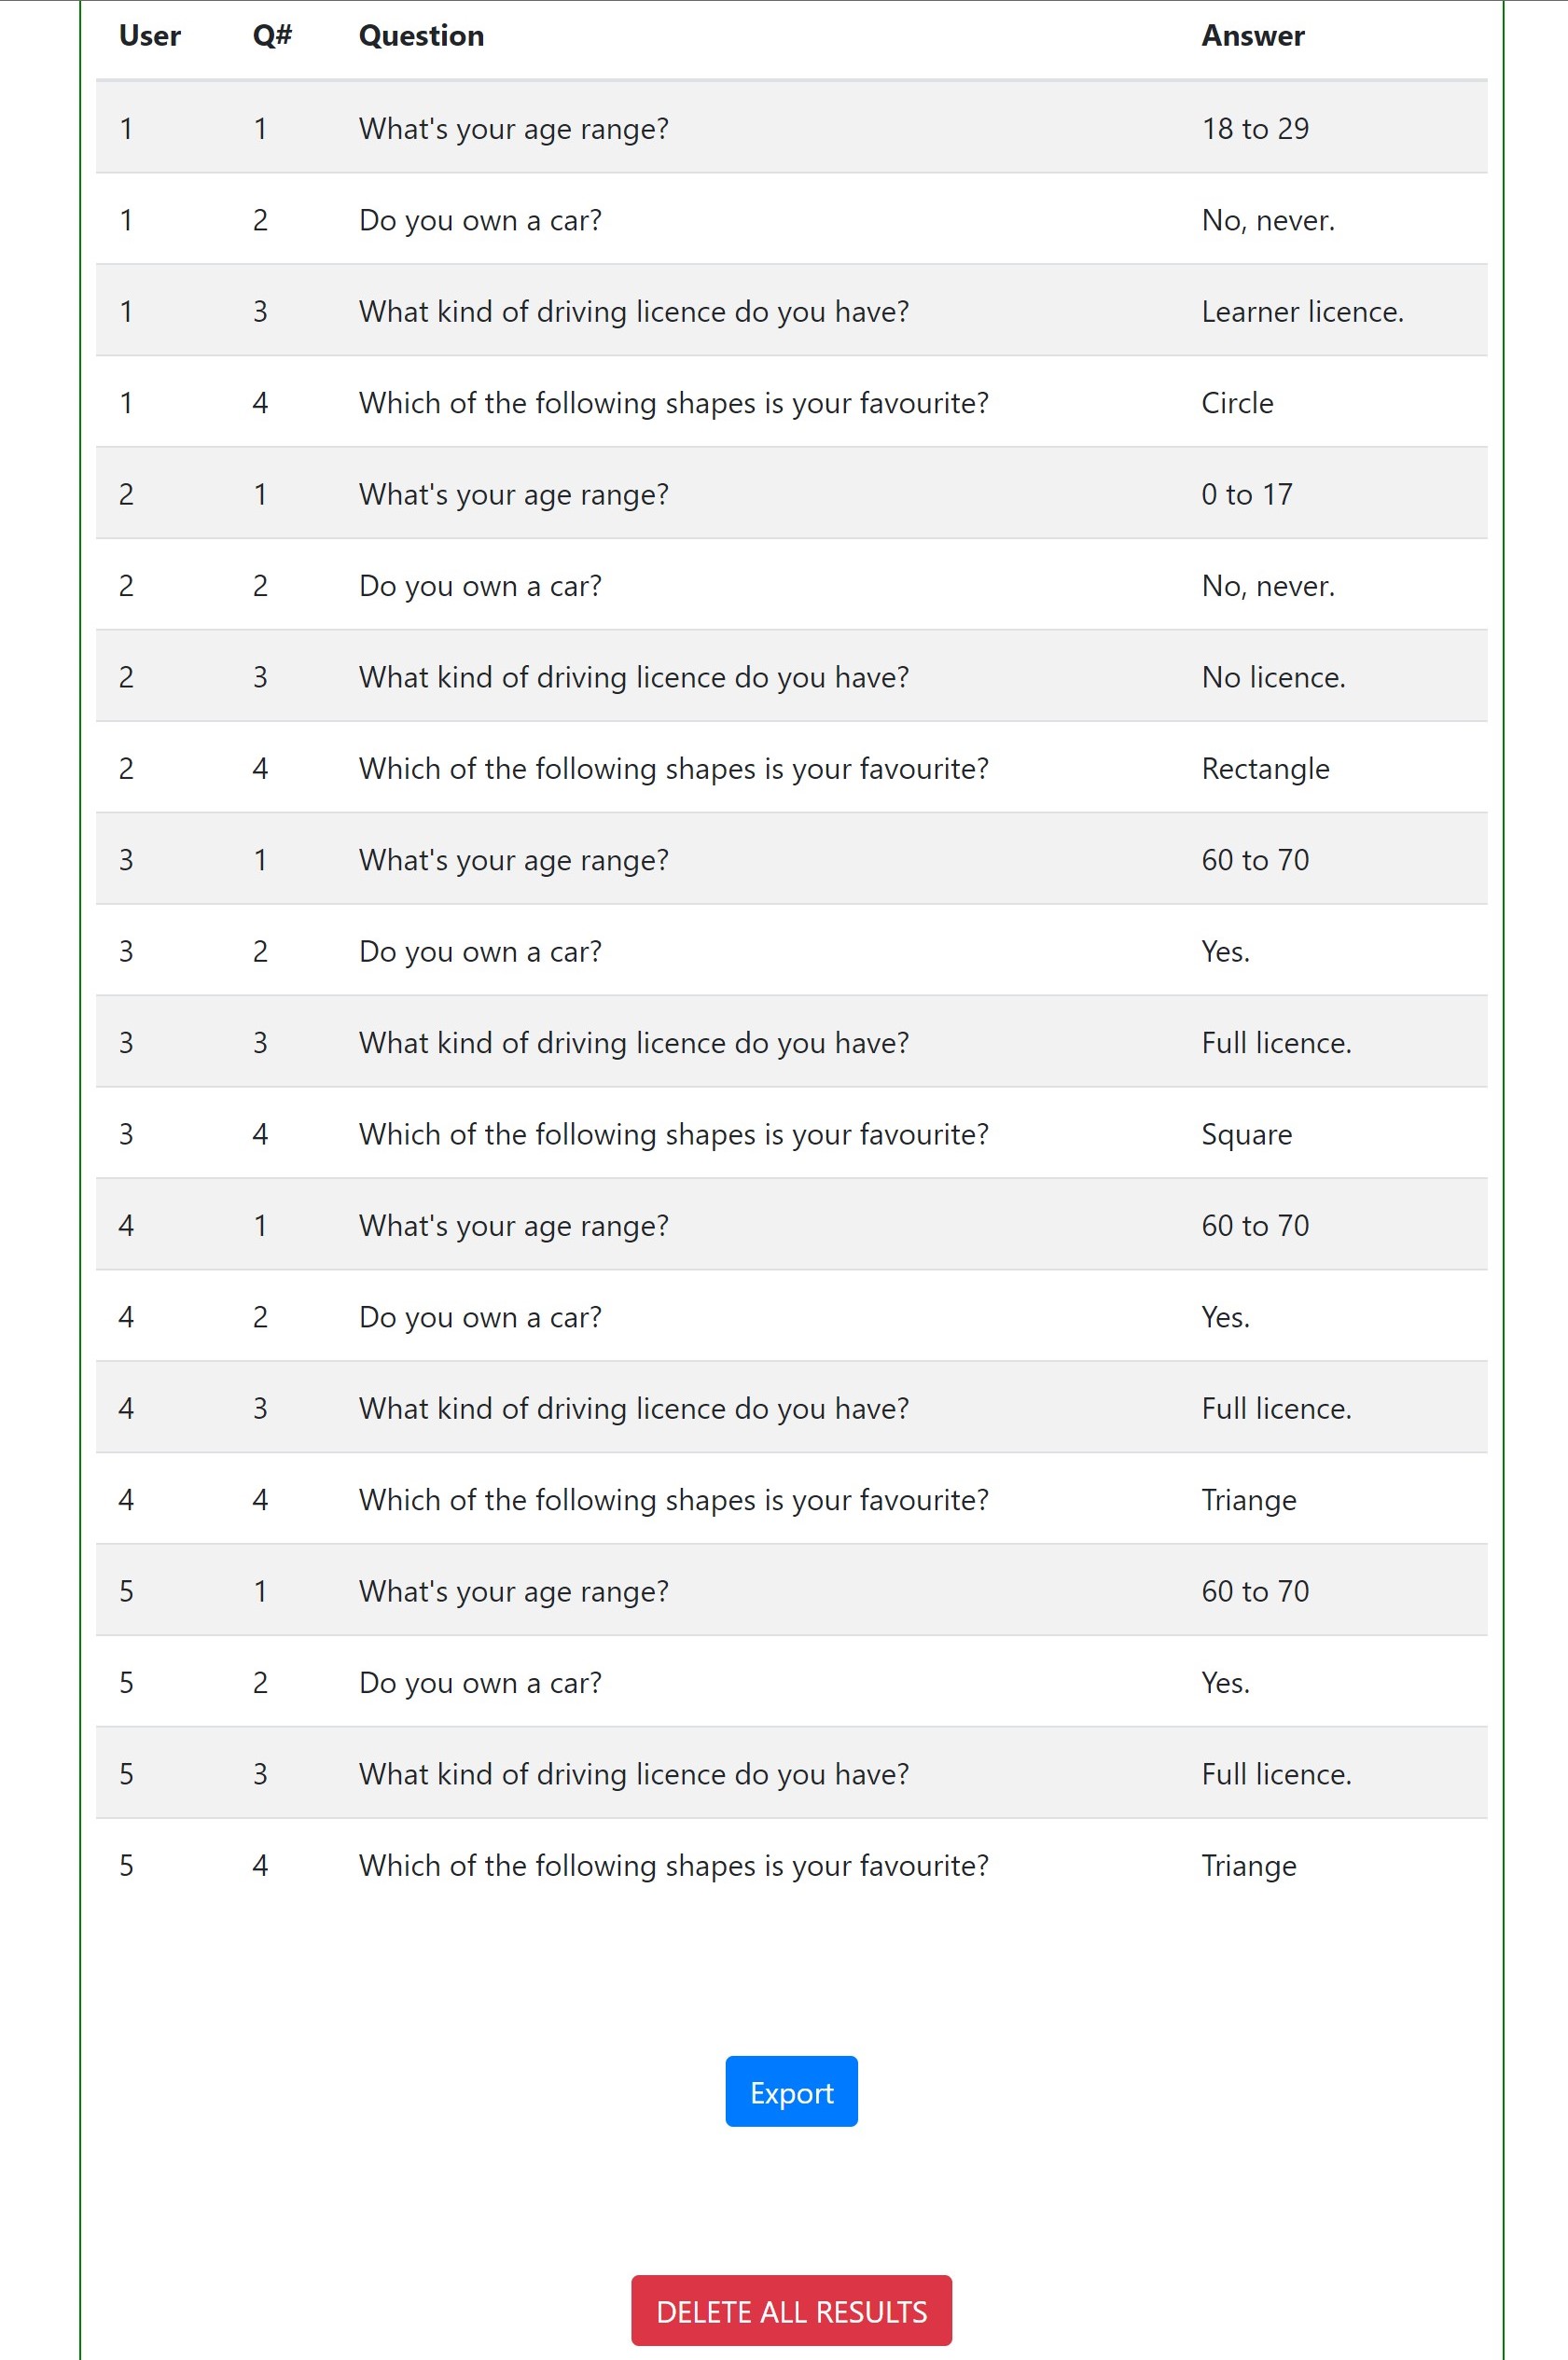 User Q# Question Answer
1 1 What's your age range? 18 to 29
1 2 Do you own a car? No, never.
1 3 What kind of driving licence do you have? Learner licence.
1 4 Which of the following shapes is your favourite? Circle
2 1 What's your age range? 0 to 17
2 2 Do you own a car? No, never.
2 3 What kind of driving licence do you have? No licence.
2 4 Which of the following shapes is your favourite? Rectangle
3 1 What's your age range? 60 to 70
3 2 Do you own a car? Yes.
3 3 What kind of driving licence do you have? Full licence.
3 4 Which of the following shapes is your favourite? Square
4 1 What's your age range? 60 to 70
4 2 Do you own a car? Yes.
4 3 What kind of driving licence do you have? Full licence.
4 4 Which of the following shapes is your favourite? Triange
5 1 What's your age range? 60 to 70
5 2 Do you own a car? Yes.
5 3 What kind of driving licence do you have? Full licence.
5 4 Which of the following shapes is your favourite? Triange
Export
DELETE ALL RESULTS